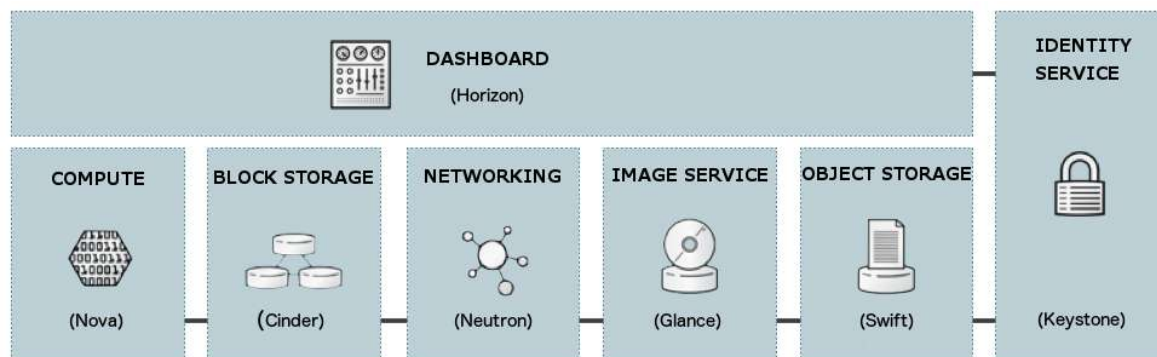 DASHBOARD
(Horizon)
IDENTITY
SERVICE
COMPUTE
BLOCK STORAGE
NETWORKING
IMAGE SERVICE
OBJECT STORAGE
(Nova)
(Cinder)
(Neutron)
(Glance)
(Swift)
(Keystone)